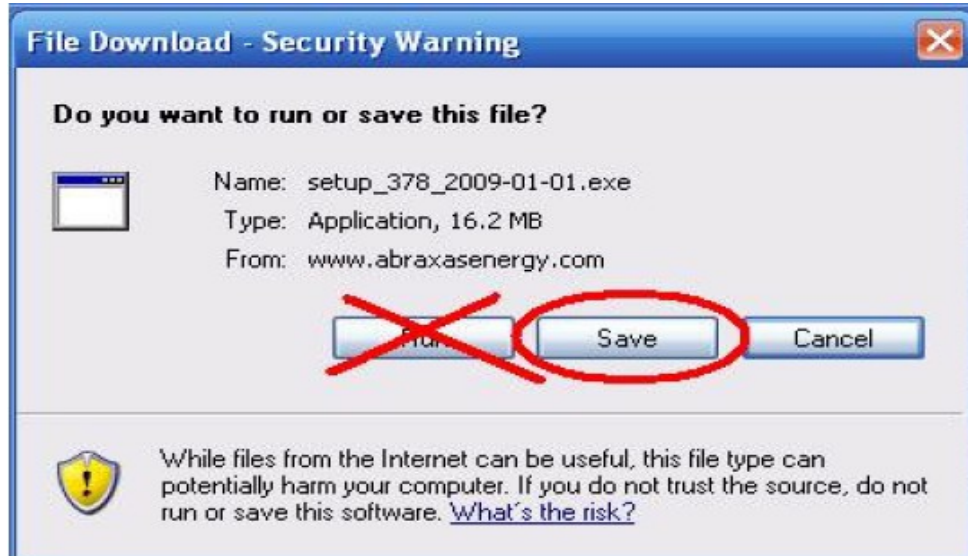 File Download - Security Warning
Do you want to run or save this file?
Name: setup_378_2009-01-01.exe
Type: Application, 16.2 MB
From: www.abraxasenergy.com
Save Cancel
While files from the Internet can be useful, this file type can
potentially harm your computer. If you do not trust the source, do not
run or save this software. What's the risk?